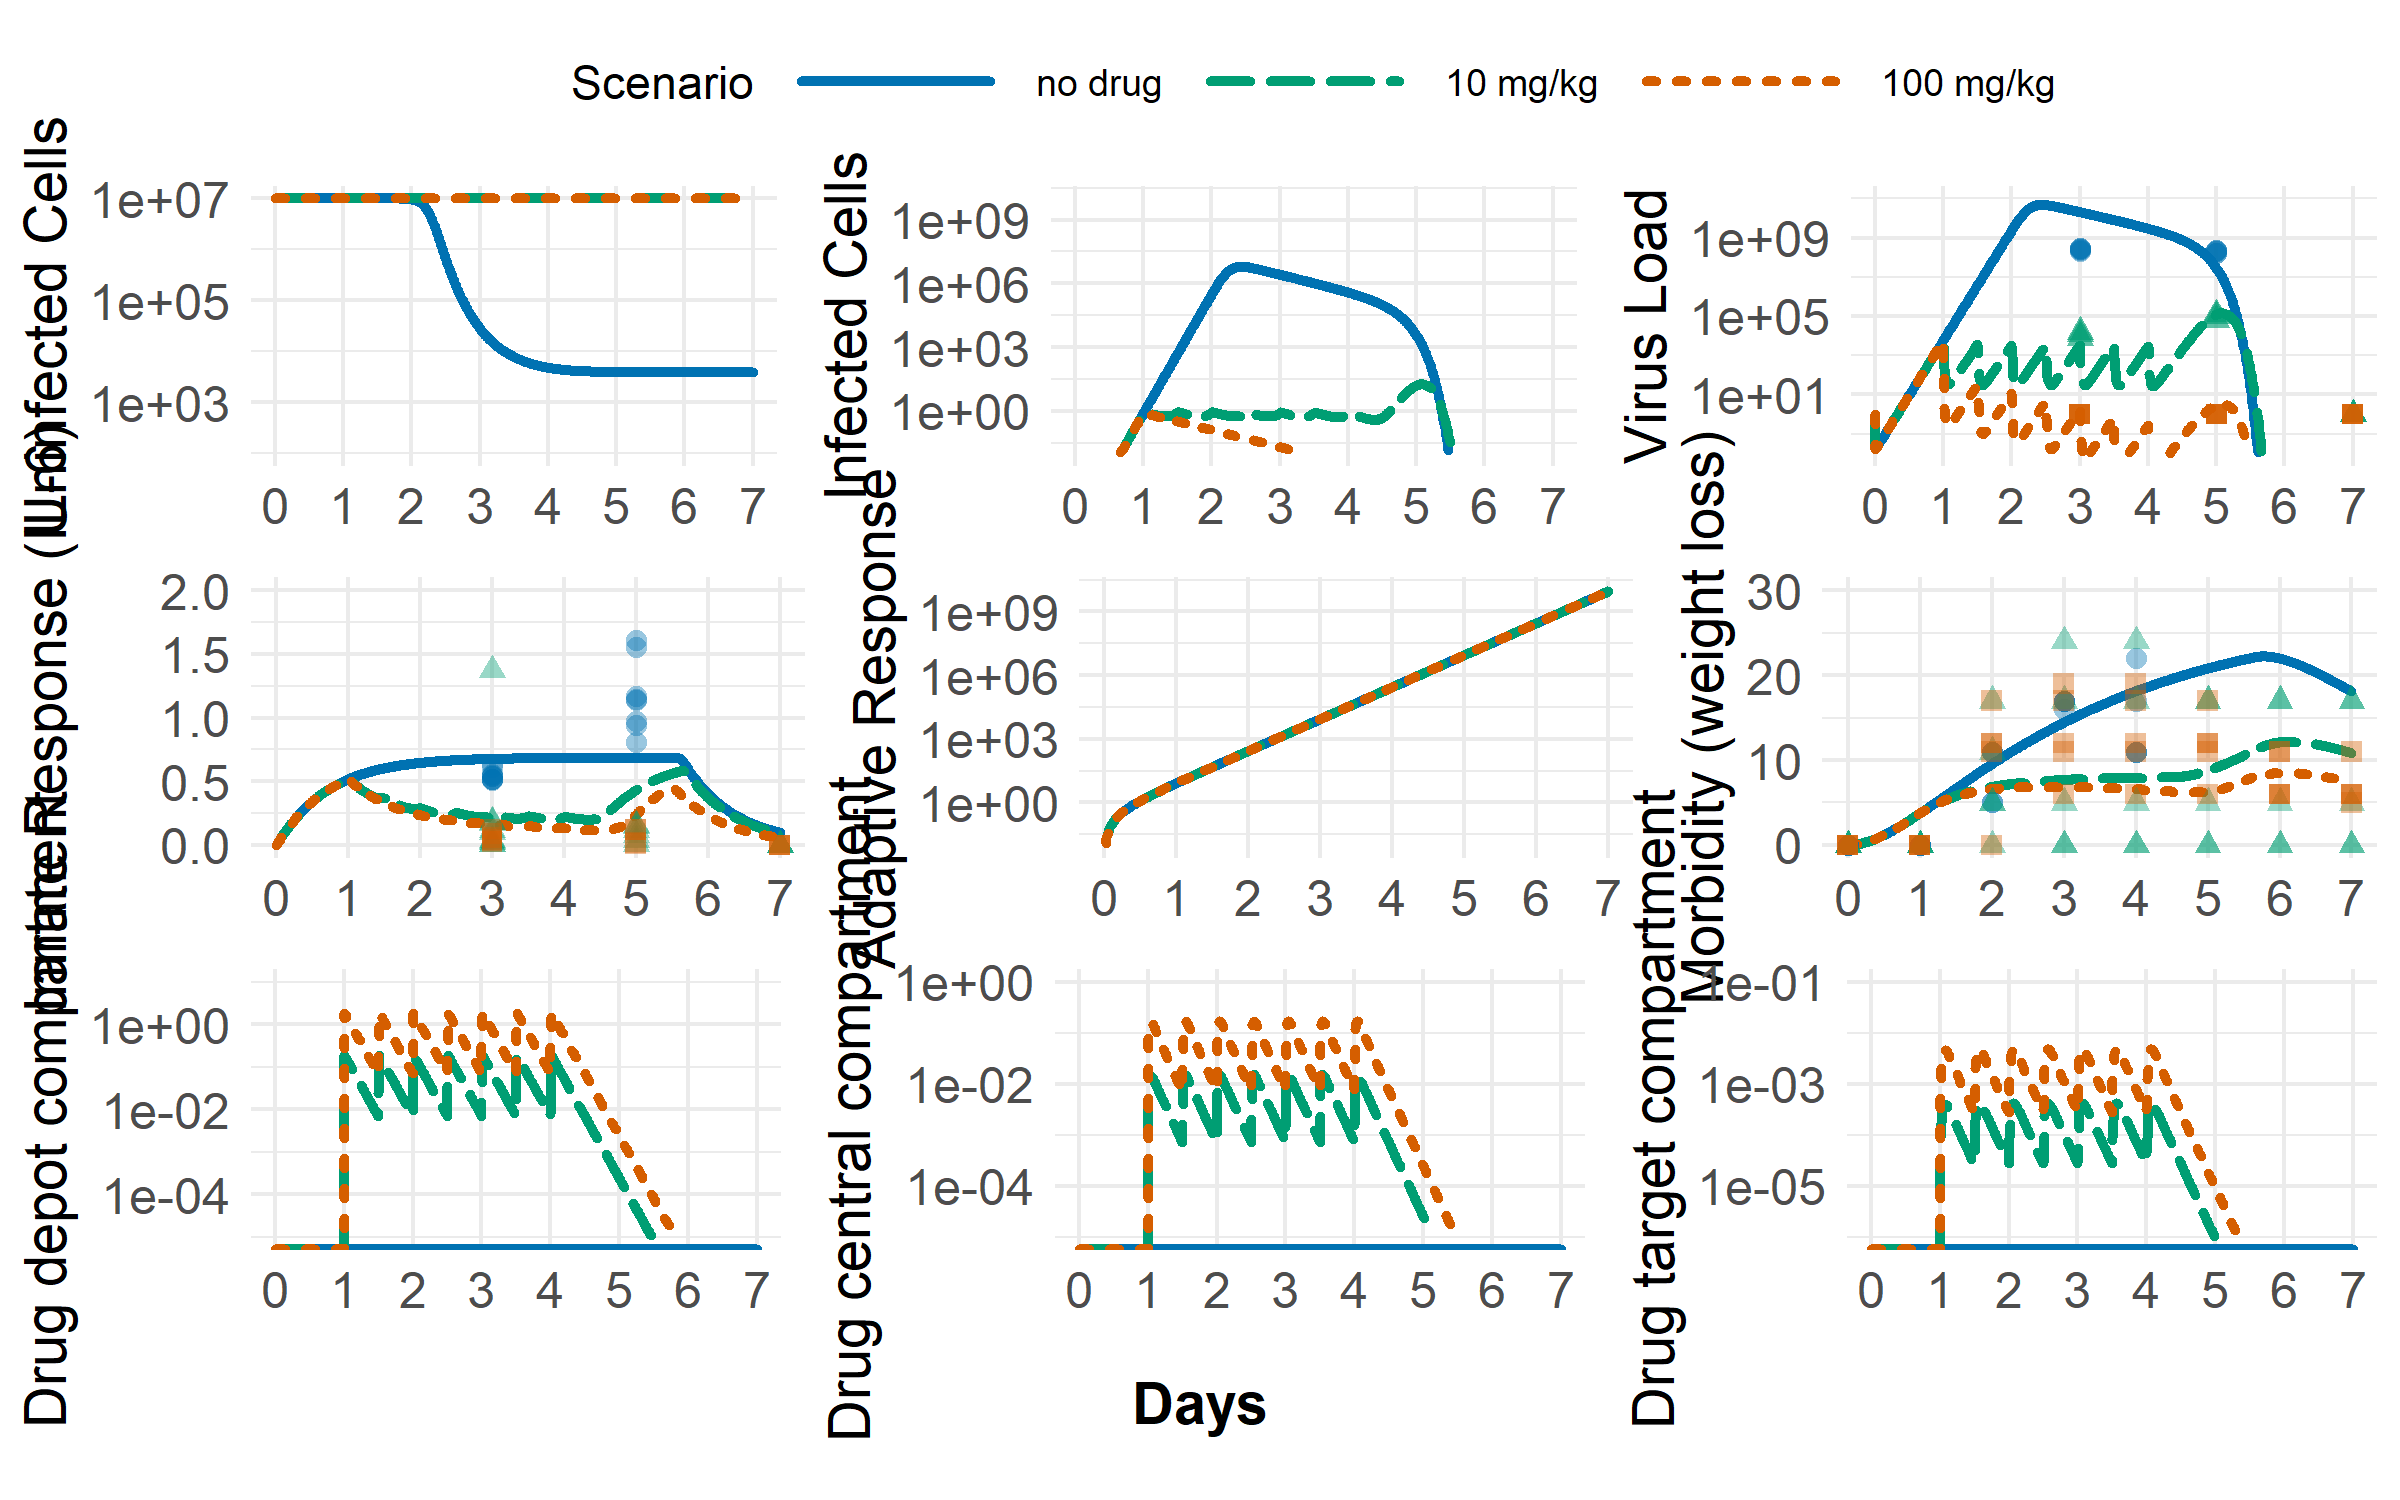 Scenario no drug 10 mg/kg 100 mg/kg
Uninfected Cells
1e+07
1e+05
1e+03
0 1 2 3 4 5 6 7
Infected Cells
1e+09
1e+06
1e+03
1e+00
0 1 2 3 4 5 6 7
Virus Load
1e+09
1e+05
1e+01
0 1 2 3 4 5 6 7
Innate Response (IL-6)
2.0
1.5
1.0
0.5
0.0
0 1 2 3 4 5 6 7
Adaptive Response
1e+09
1e+06
1e+03
1e+00
0 1 2 3 4 5 6 7
Morbidity (weight loss)
30
20
10
0
0 1 2 3 4 5 6 7
Drug depot compartment
1e+00
1e-02
1e-04
0 1 2 3 4 5 6 7
Drug central compartment
1e+00
1e-02
1e-04
0 1 2 3 4 5 6 7
Drug target compartment
1e-01
1e-03
1e-05
0 1 2 3 4 5 6 7
Days